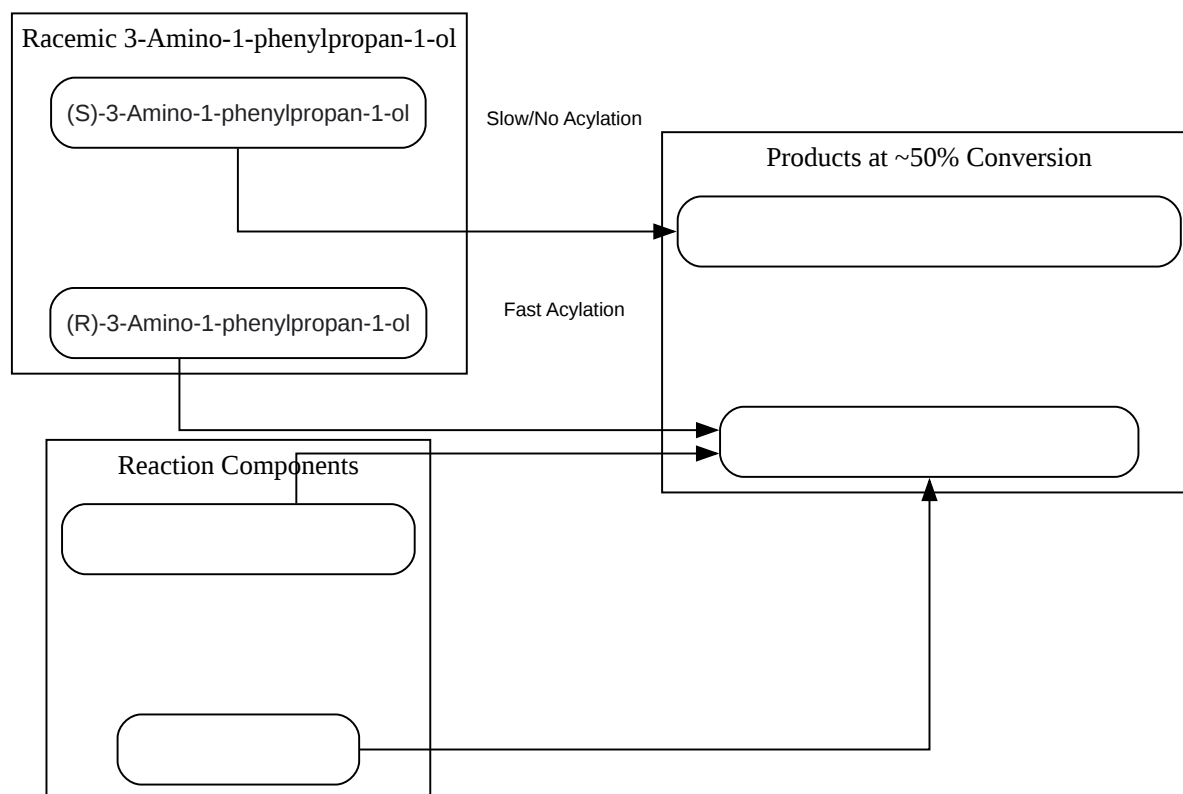 Racemic 3-Amino-1-phenylpropan-1-ol
(S)-3-Amino-1-phenylpropan-1-ol
Slow/No Acylation
Products at ~50% Conversion
(R)-3-Amino-1-phenylpropan-1-ol
Fast Acylation
Reaction Components